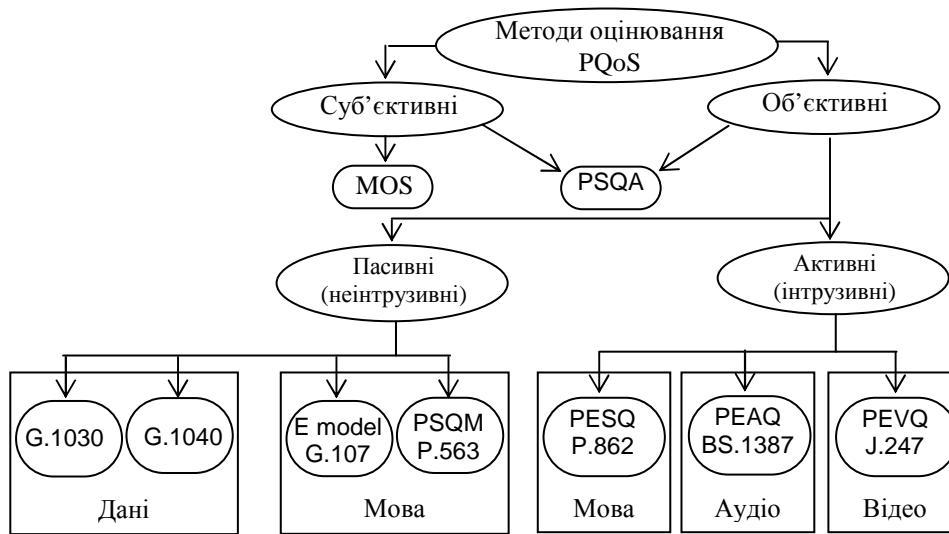 Методи оцінювання
PQoS
Суб’єктивні
Об’єктивні
MOS
PSQA
Пасивні
(неінтрузивні)
Активні
(інтрузивні)
G.1030
G.1040
E model
G.107
PSQM
P.563
PESQ
P.862
PEAQ
BS.1387
PEVQ
J.247
Дані
Мова
Мова
Аудіо
Відео